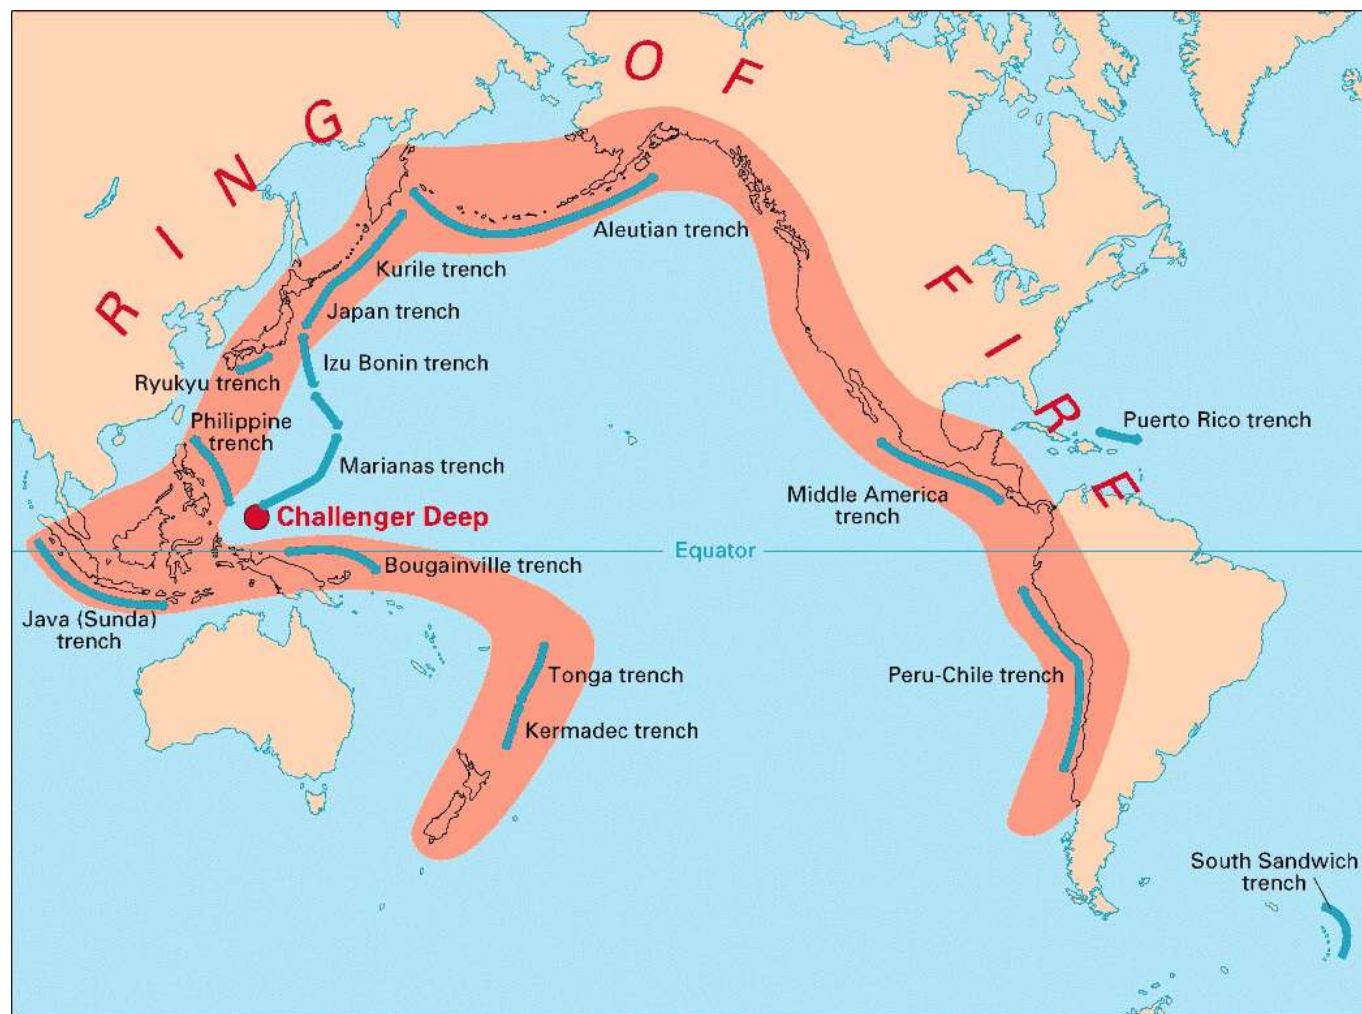 RING OF FIRE
Aleutian trench
Kurile trench
Japan trench
Izu Bonin trench
Ryukyu trench
Philippine
trench
Puerto Rico trench
Marianas trench
Middle America
trench
Challenger Deep
Equator
Bougainville trench
Java (Sunda)
trench
Tonga trench
Peru-Chile trench
Kermadec trench
South Sandwich
trench